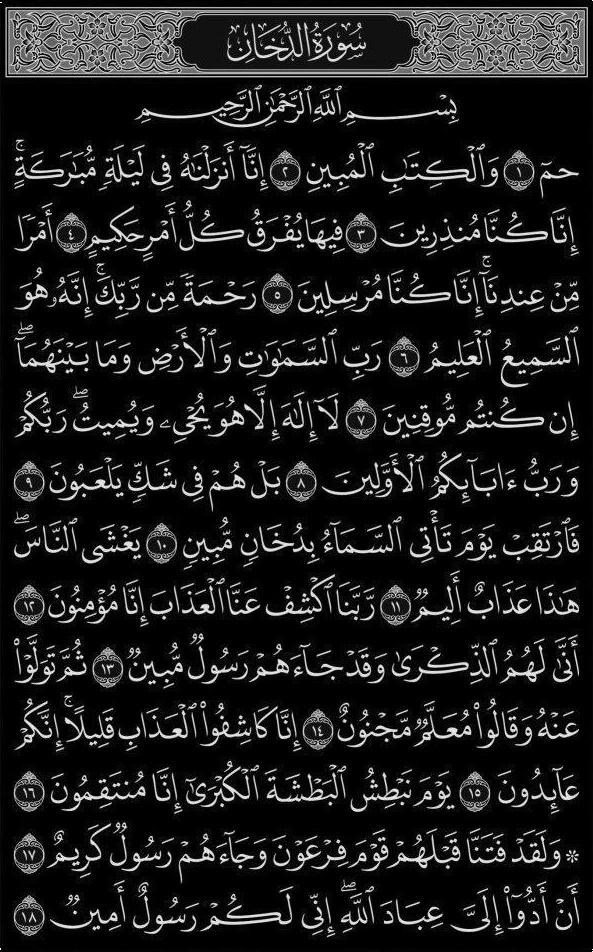 سُورَةُ الدُّخَانِ
بِسْمِ ٱللَّهِ ٱلرَّحْمَٰنِ ٱلرَّحِيمِ
حمٓ ١ وَٱلْكِتَٰبِ ٱلْمُبِينِ ٢ إِنَّآ أَنزَلْنَٰهُ فِى لَيْلَةٍ مُّبَٰرَكَةٍ ۚ
إِنَّا كُنَّا مُنذِرِينَ ٣ فِيهَا يُفْرَقُ كُلُّ أَمْرٍ حَكِيمٍ ٤ أَمْرًا
مِّنْ عِندِنَآ ۚ إِنَّا كُنَّا مُرْسِلِينَ ٥ رَحْمَةً مِّن رَّبِّكَ ۚ إِنَّهُۥ هُوَ
ٱلسَّمِيعُ ٱلْعَلِيمُ ٦ رَبِّ ٱلسَّمَٰوَٰتِ وَٱلْأَرْضِ وَمَا بَيْنَهُمَآ ۖ
إِن كُنتُم مُّوقِنِينَ ٧ لَآ إِلَٰهَ إِلَّا هُوَ يُحْىِۦ وَيُمِيتُ ۖ رَبُّكُمْ
وَرَبُّ ءَابَآئِكُمُ ٱلْأَوَّلِينَ ٨ بَلْ هُمْ فِى شَكٍّ يَلْعَبُونَ ٩
فَٱرْتَقِبْ يَوْمَ تَأْتِى ٱلسَّمَآءُ بِدُخَانٍ مُّبِينٍ ١٠ يَغْشَى ٱلنَّاسَ ۖ
هَٰذَا عَذَابٌ أَلِيمٌ ١١ رَّبَّنَا ٱكْشِفْ عَنَّا ٱلْعَذَابَ إِنَّا مُؤْمِنُونَ ١٢
أَنَّىٰ لَهُمُ ٱلذِّكْرَىٰ وَقَدْ جَآءَهُمْ رَسُولٌ مُّبِينٌ ١٣ ثُمَّ تَوَلَّوْا۟
عَنْهُ وَقَالُوا۟ مُعَلَّمٌ مَّجْنُونٌ ١٤ إِنَّا كَاشِفُوا۟ ٱلْعَذَابِ قَلِيلًا ۚ إِنَّكُمْ
عَآئِدُونَ ١٥ يَوْمَ نَبْطِشُ ٱلْبَطْشَةَ ٱلْكُبْرَىٰٓ إِنَّا مُنتَقِمُونَ ١٦
۞ وَلَقَدْ فَتَنَّا قَبْلَهُمْ قَوْمَ فِرْعَوْنَ وَجَآءَهُمْ رَسُولٌ كَرِيمٌ ١٧
أَنْ أَدُّوٓا۟ إِلَىَّ عِبَادَ ٱللَّهِ ۖ إِنِّى لَكُمْ رَسُولٌ أَمِينٌ ١٨